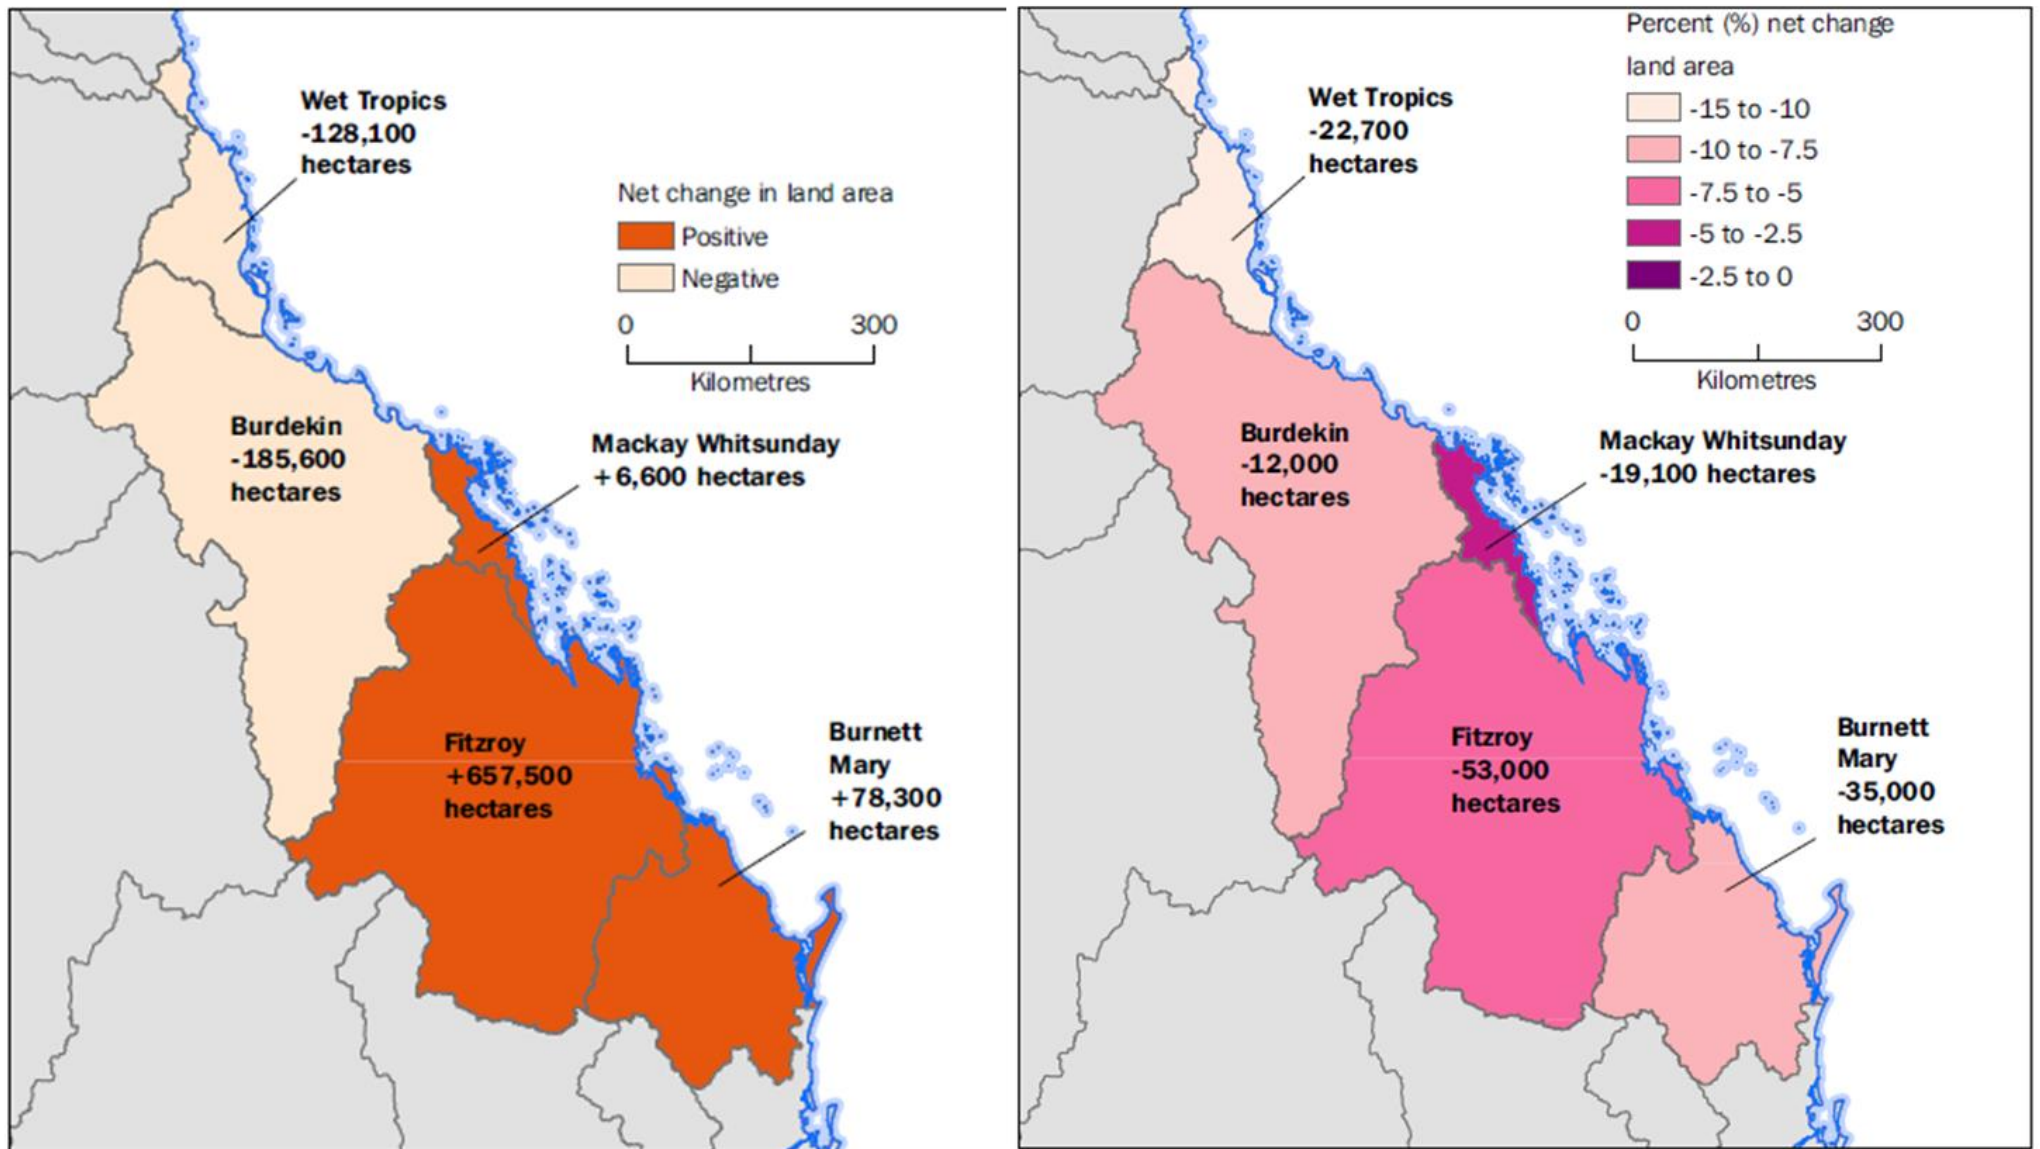 Wet Tropics
-128,100
hectares
Net change in land area
Positive
Negative
0 300
Kilometres
Burdekin
-185,600
hectares
Mackay Whitsunday
+6,600 hectares
Fitzroy
+657,500
hectares
Burnett
Mary
+78,300
hectares
Percent (%) net change
land area
-15 to -10
-10 to -7.5
-7.5 to -5
-5 to -2.5
-2.5 to 0
0 300
Kilometres
Wet Tropics
-22,700
hectares
Burdekin
-12,000
hectares
Mackay Whitsunday
-19,100 hectares
Fitzroy
-53,000
hectares
Burnett
Mary
-35,000
hectares